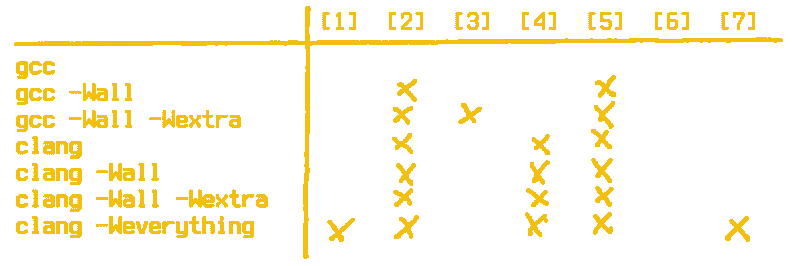 [1] [2] [3] [4] [5] [6] [7]
gcc
gcc -Wall x x
gcc -Wall -Wextra x x x
clang x x x
clang -Wall x x x
clang -Wall -Wextra x x x
clang -Weverything x x x x x